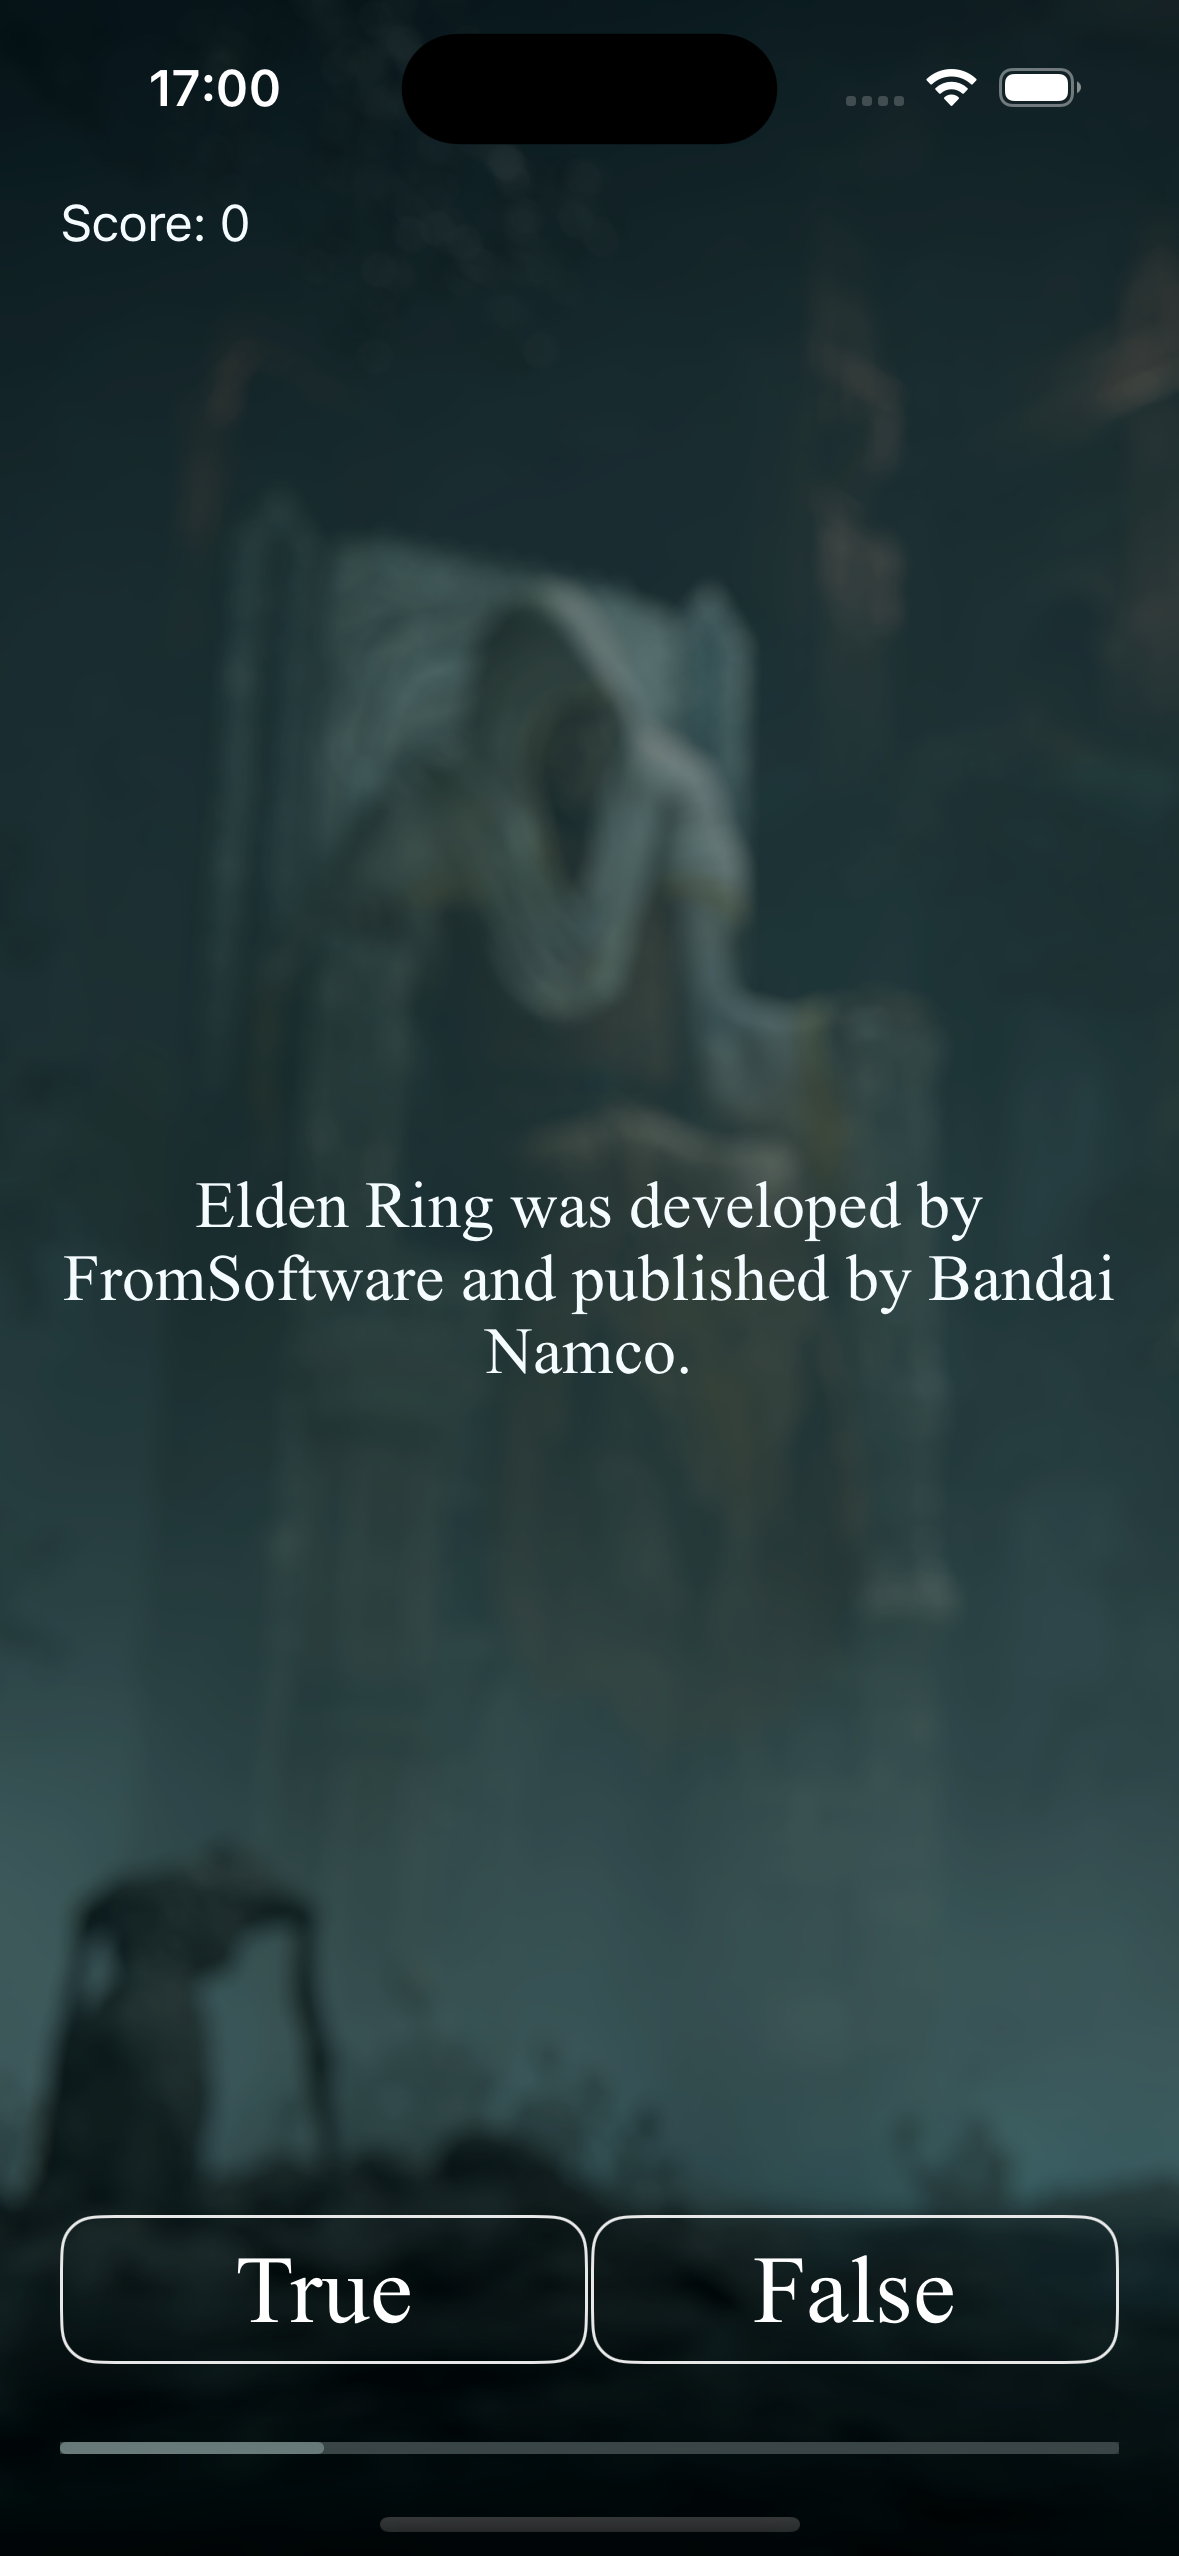 17:00
Score: 0
Elden Ring was developed by
FromSoftware and published by Bandai
Namco.
True
False